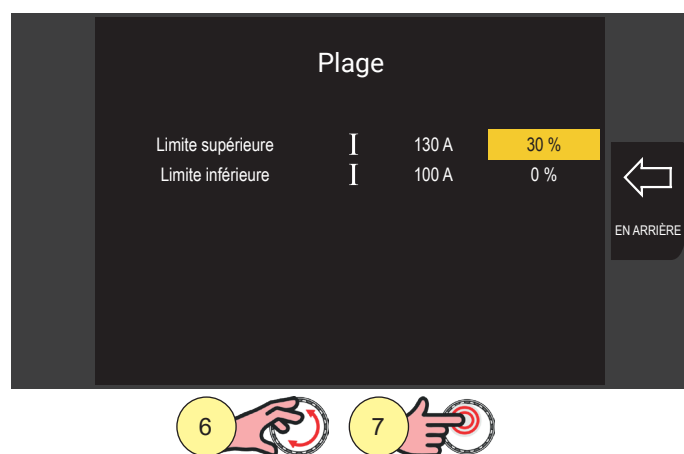 Plage
Limite supérieure I 130 A 30 %
Limite inférieure I 100 A 0 %
EN ARRIÈRE
6 7